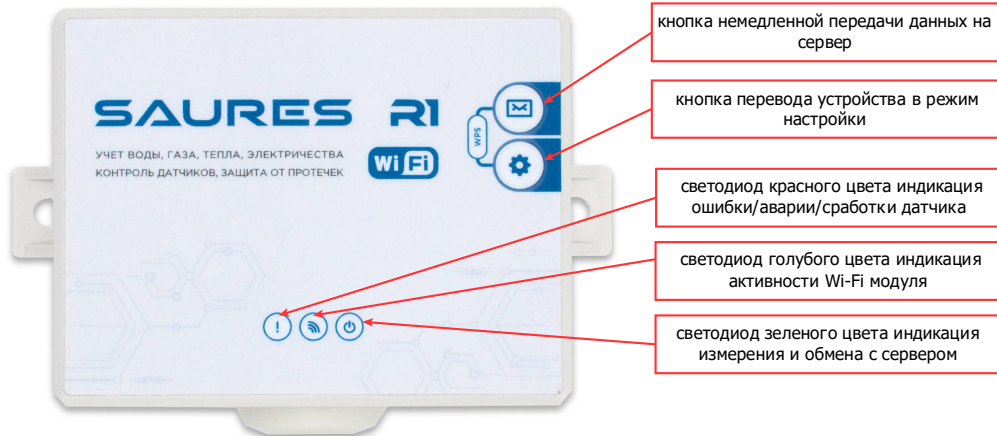 SAURES R1
УЧЕТ ВОДЫ, ГАЗА, ТЕПЛА, ЭЛЕКТРИЧЕСТВА
КОНТРОЛЬ ДАТЧИКОВ, ЗАЩИТА ОТ ПРОТЕЧЕК
Wi Fi
WPS
кнопка немедленной передачи данных на
сервер
кнопка перевода устройства в режим
настройки
светодиод красного цвета индикация
ошибки/аварии/сработки датчика
светодиод голубого цвета индикация
активности Wi-Fi модуля
светодиод зеленого цвета индикация
измерения и обмена с сервером